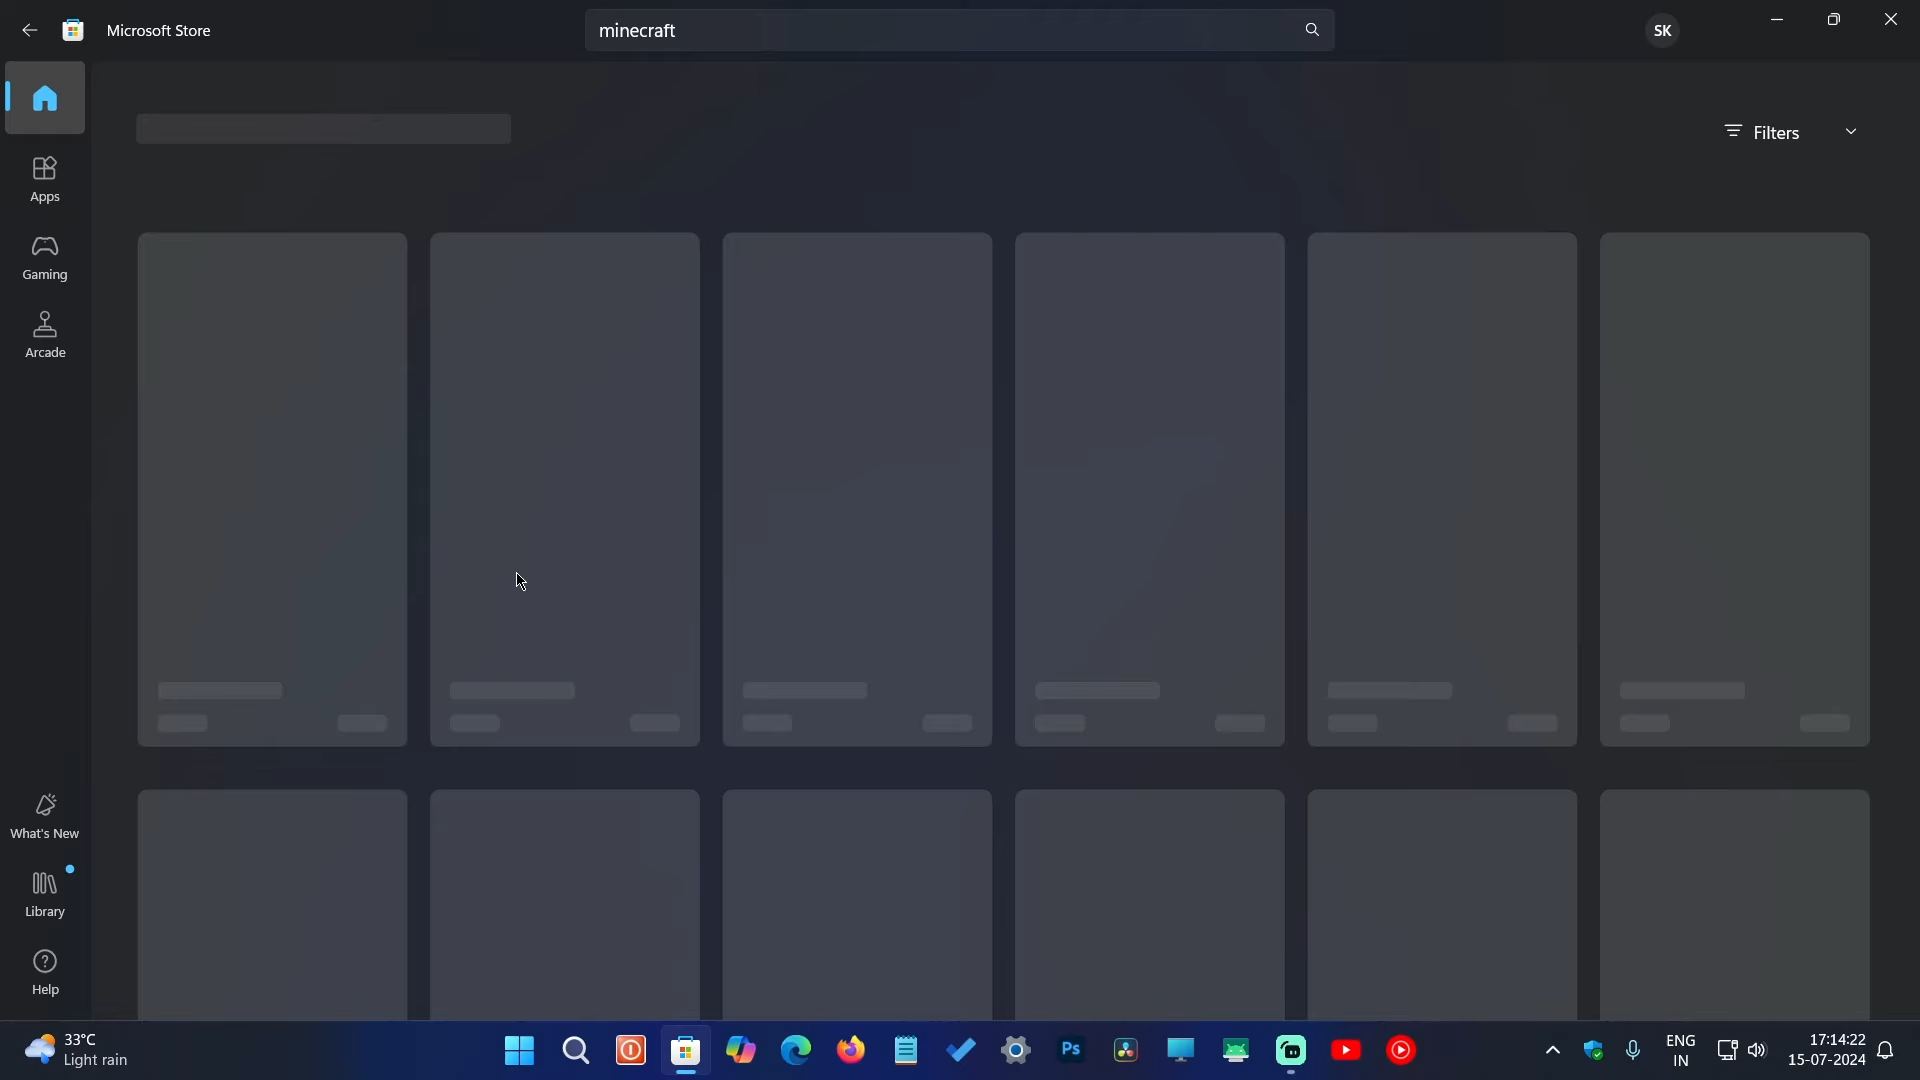 Microsoft Store
minecraft
SK
Filters
Apps
Gaming
Arcade
What's New
Library
Help
33°C
Light rain
Ps
ENG
IN
17:14:22
15-07-2024